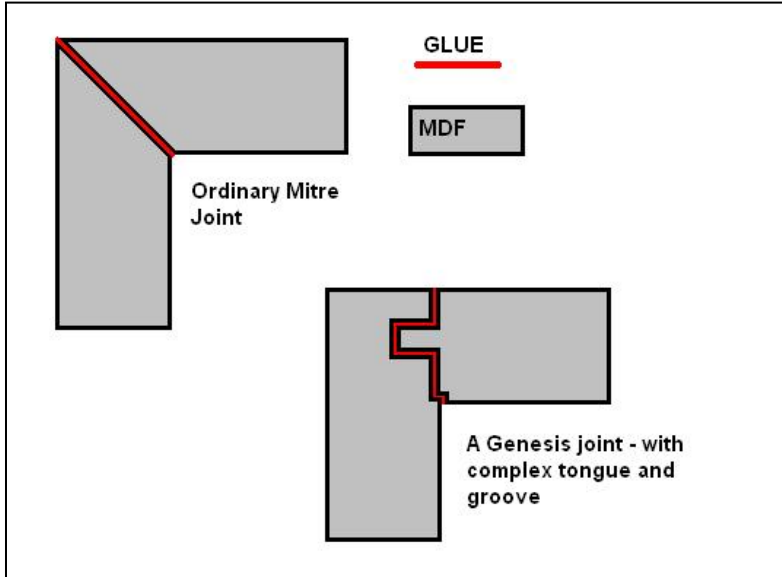 GLUE
MDF
Ordinary Mitre
Joint
A Genesis joint - with
complex tongue and
groove